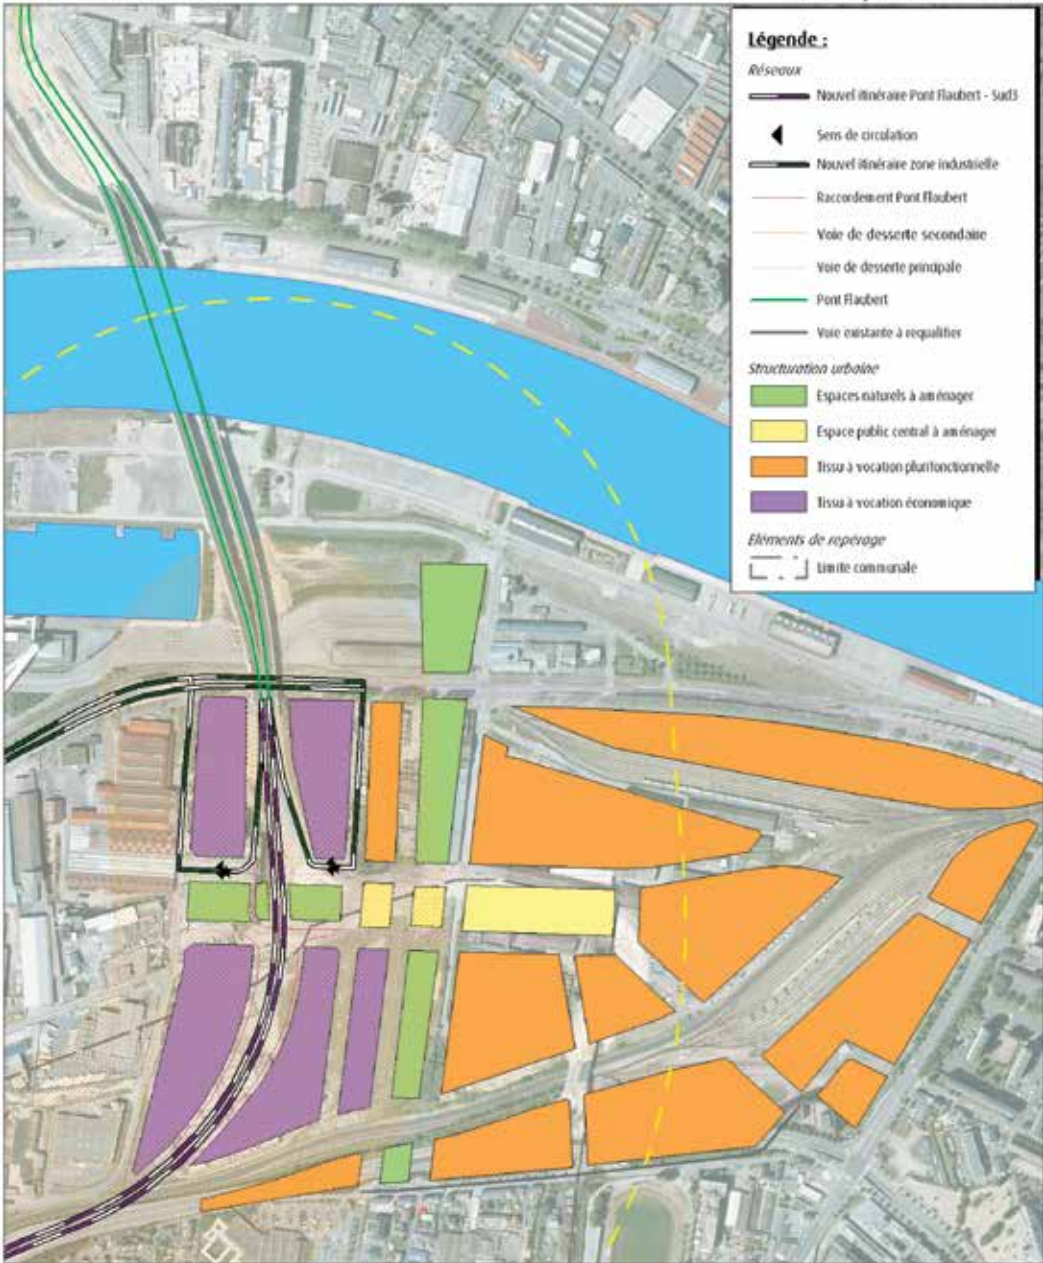 Légende :
Réseaux
Nouvel itinéraire Pont Flaubert - Sud3
Sens de circulation
Nouvel itinéraire zone industrielle
Raccordement Pont Flaubert
Voie de desserte secondaire
Voie de desserte principale
Pont Flaubert
Voie existante à requalifier
Structuration urbaine
Espaces naturels à aménager
Espace public central à aménager
Tissu à vocation plurifonctionnelle
Tissu à vocation économique
Eléments de repérage
Limite communale